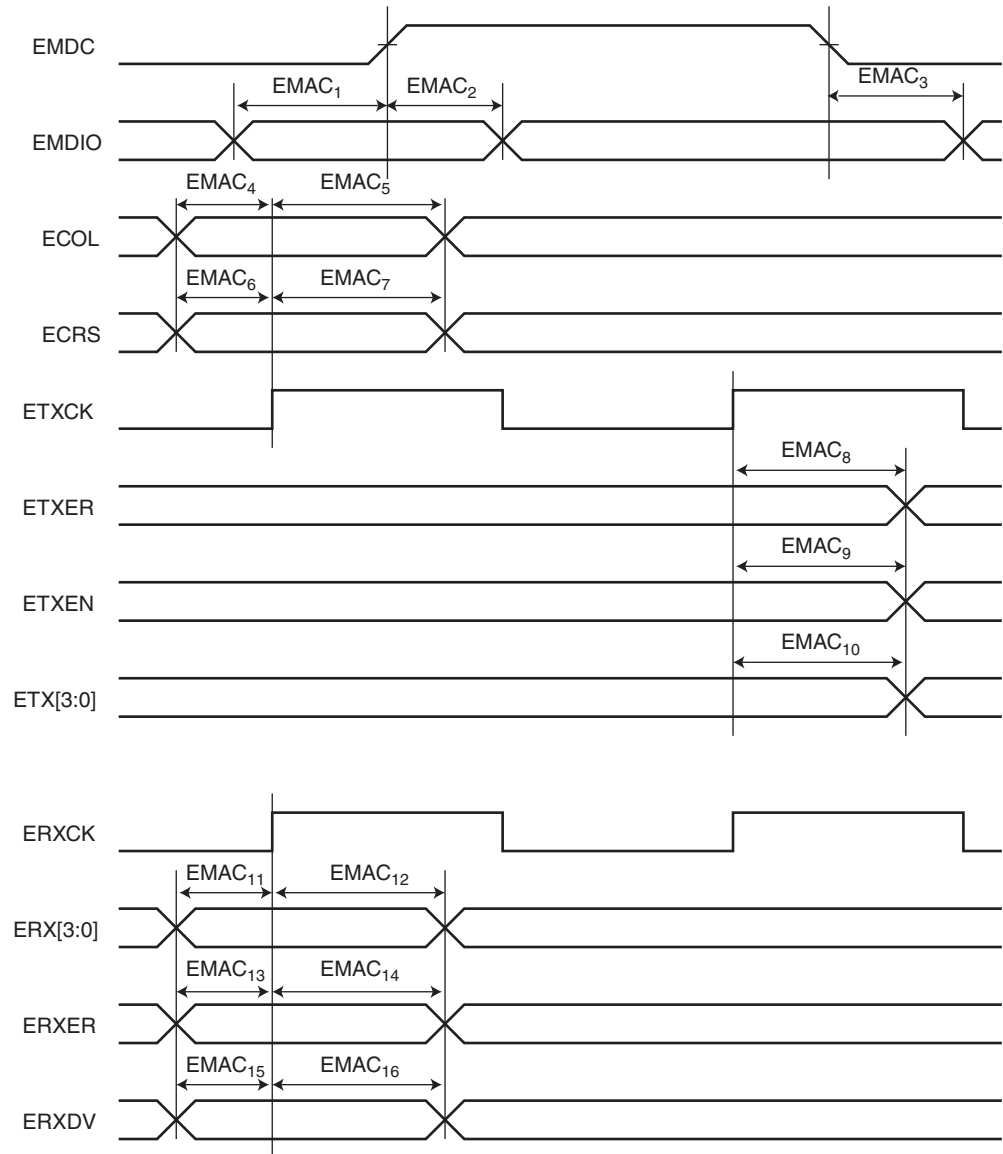 EMDC
EMAC1 EMAC2 EMAC3
EMDIO
EMAC4 EMAC5
ECOL
EMAC6 EMAC7
ECRS
ETXCK
EMAC8
ETXER
EMAC9
ETXEN
EMAC10
ETX[3:0]
ERXCK
EMAC11 EMAC12
ERX[3:0]
EMAC13 EMAC14
ERXER
EMAC15 EMAC16
ERXDV